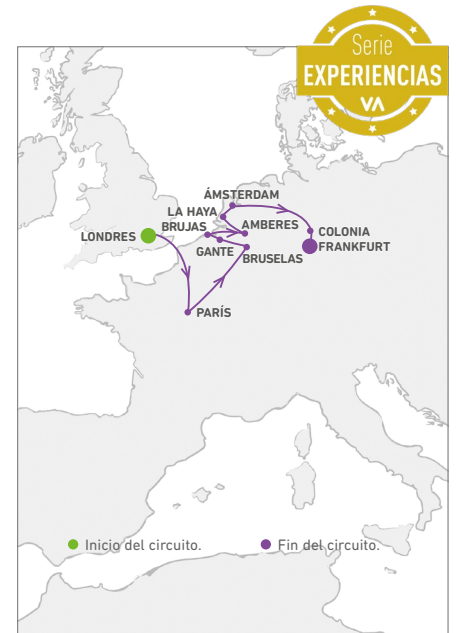 Serie
EXPERIENCIAS
VA
ÁMSTERDAM
LA HAYA
BRUJAS
AMBERES
COLONIA
LONDRES
GANTE
FRANKFURT
BRUSELAS
PARÍS
Inicio del circuito.
Fin del circuito.